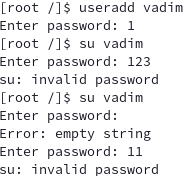 [root /]$ useradd vadim
Enter password: 1
[root /]$ su vadim
Enter password: 123
su: invalid password
[root /]$ su vadim
Enter password:
Error: empty string
Enter password: 11
su: invalid password